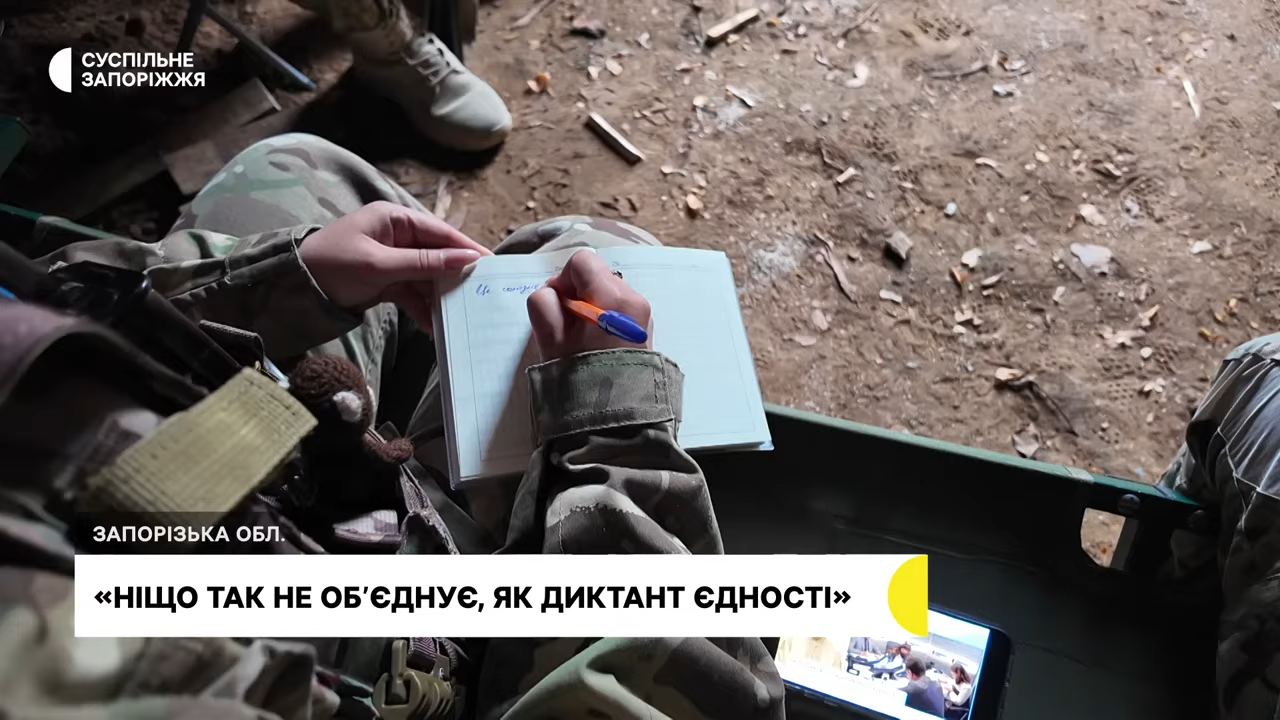 СУСПІЛЬНЕ
ЗАПОРІЖЖЯ
ЗАПОРІЗЬКА ОБЛ.
«НІЩО ТАК НЕ ОБ’ЄДНУЄ, ЯК ДИКТАНТ ЄДНОСТІ»